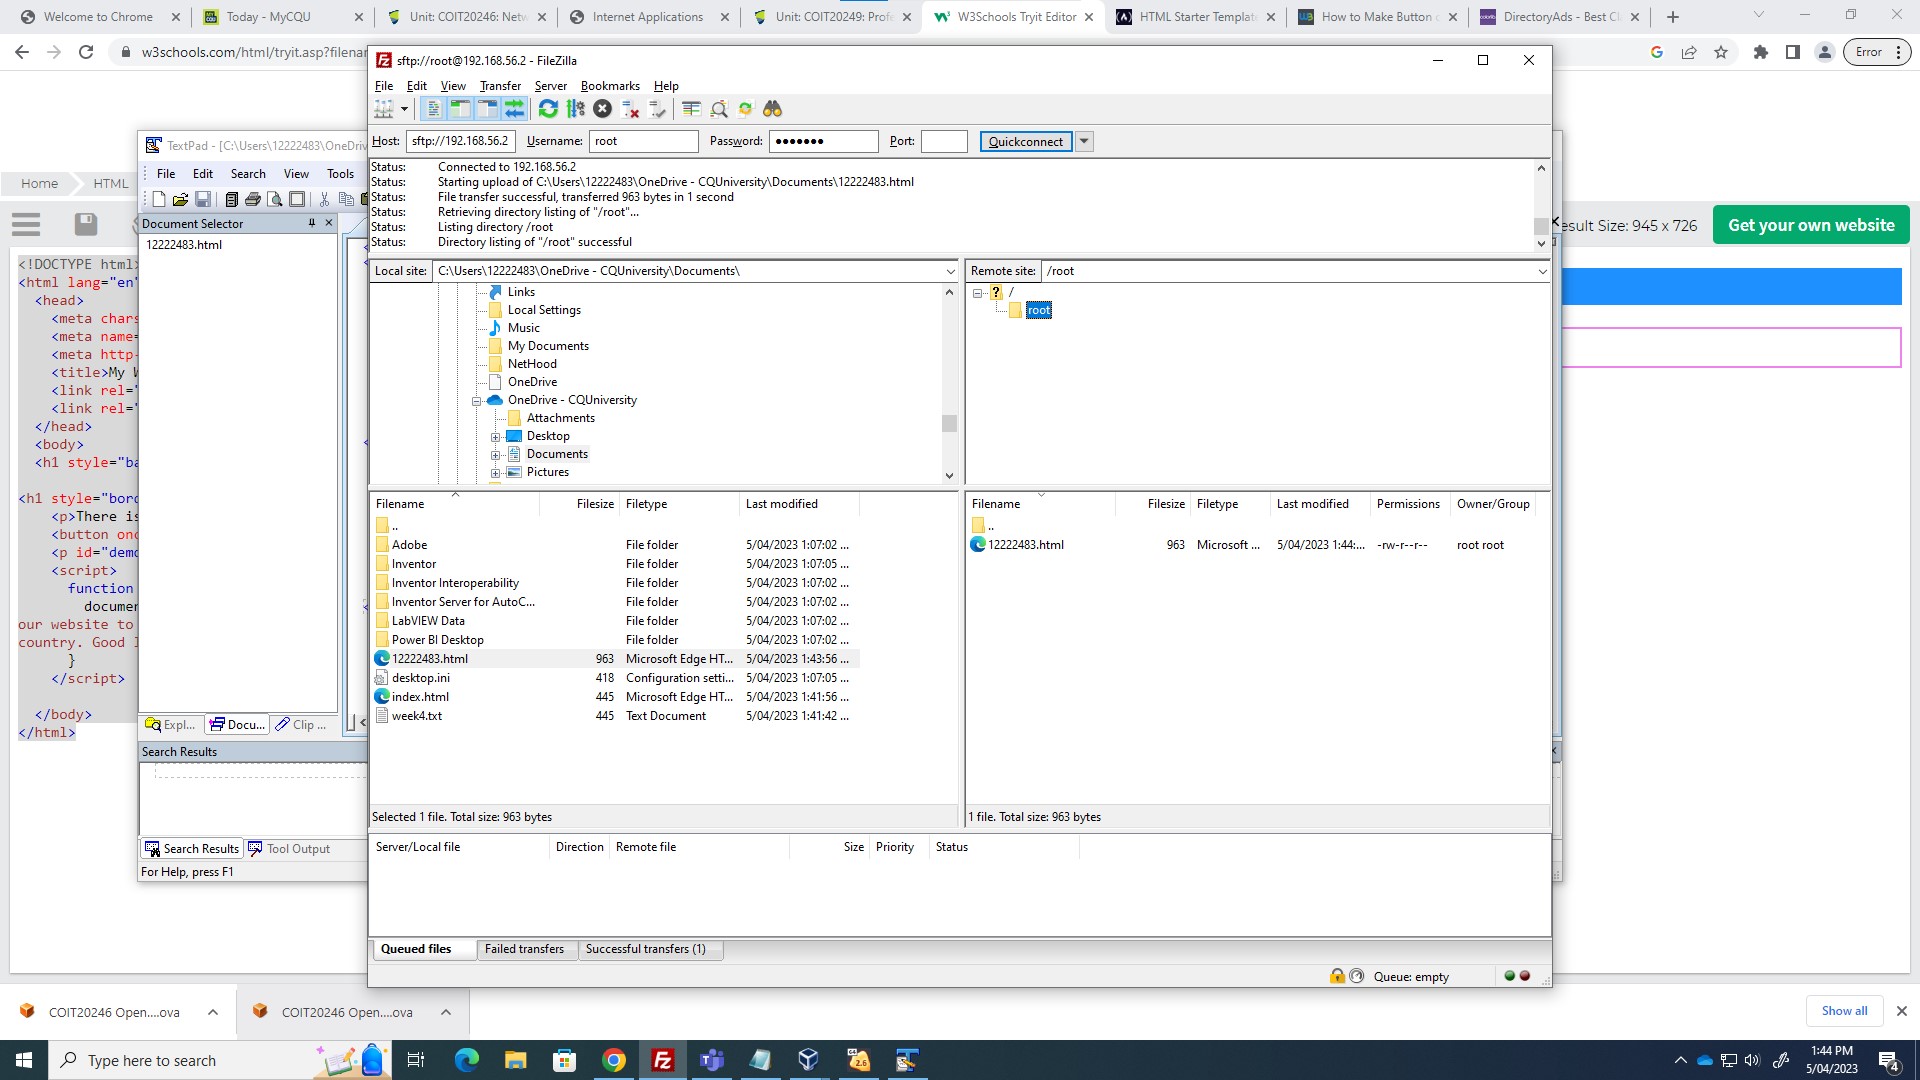 Welcome to Chrome
Today - MyCQU
Unit: COIT20246: Net
Internet Applications
Unit: COIT20249: Prof
W3Schools Tryit Editor
HTML Starter Templat
How to Make Button
DirectoryAds - Best Cl
w3schools.com/html/tryit.asp?filenam
Error
sftp://root@192.168.56.2 - FileZilla
File Edit View Transfer Server Bookmarks Help
Host: sftp://192.168.56.2 Username: root Password: ●●●●●●● Port: Quickconnect
Status: Connected to 192.168.56.2
Status: Starting upload of C:\Users\12222483\OneDrive - CQUniversity\Documents\12222483.html
Status: File transfer successful, transferred 963 bytes in 1 second
Status: Retrieving directory listing of "/root"...
Status: Listing directory /root
Status: Directory listing of "/root" successful
Local site: C:\Users\12222483\OneDrive - CQUniversity\Documents\
Links
Local Settings
Music
My Documents
NetHood
OneDrive
OneDrive - CQUniversity
Attachments
Desktop
Documents
Pictures
Remote site: /root
/
root
Filename Filesize Filetype Last modified
..
Adobe File folder 5/04/2023 1:07:02 ...
Inventor File folder 5/04/2023 1:07:05 ...
Inventor Interoperability File folder 5/04/2023 1:07:02 ...
Inventor Server for AutoC... File folder 5/04/2023 1:07:02 ...
LabVIEW Data File folder 5/04/2023 1:07:02 ...
Power BI Desktop File folder 5/04/2023 1:07:02 ...
12222483.html 963 Microsoft Edge HT... 5/04/2023 1:43:56 ...
desktop.ini 418 Configuration setti... 5/04/2023 1:07:05 ...
index.html 445 Microsoft Edge HT... 5/04/2023 1:41:56 ...
week4.txt 445 Text Document 5/04/2023 1:41:42 ...
Selected 1 file. Total size: 963 bytes
Filename Filesize Filetype Last modified Permissions Owner/Group
..
12222483.html 963 Microsoft ... 5/04/2023 1:44:... -rw-r--r-- root root
1 file. Total size: 963 bytes
Server/Local file Direction Remote file Size Priority Status
Queued files Failed transfers Successful transfers (1)
Queue: empty
TextPad - [C:\Users\12222483\OneDriv
File Edit Search View Tools
Document Selector
12222483.html
Expl... Docu... Clip ...
Search Results
Search Results Tool Output
For Help, press F1
Home HTML
esult Size: 945 x 726
Get your own website
<!DOCTYPE html>
<html lang="en"
<head>
<meta chars
<meta name=
<meta http-
<title>My W
<link rel="
<link rel="
</head>
<body>
<h1 style="ba
<h1 style="bord
<p>There is
<button onc
<p id="demo
<script>
function
documen
our website to
country. Good l
}
</script>
</body>
</html>
COIT20246 Open....ova
COIT20246 Open....ova
Show all
Type here to search
2.6
1:44 PM
5/04/2023
4